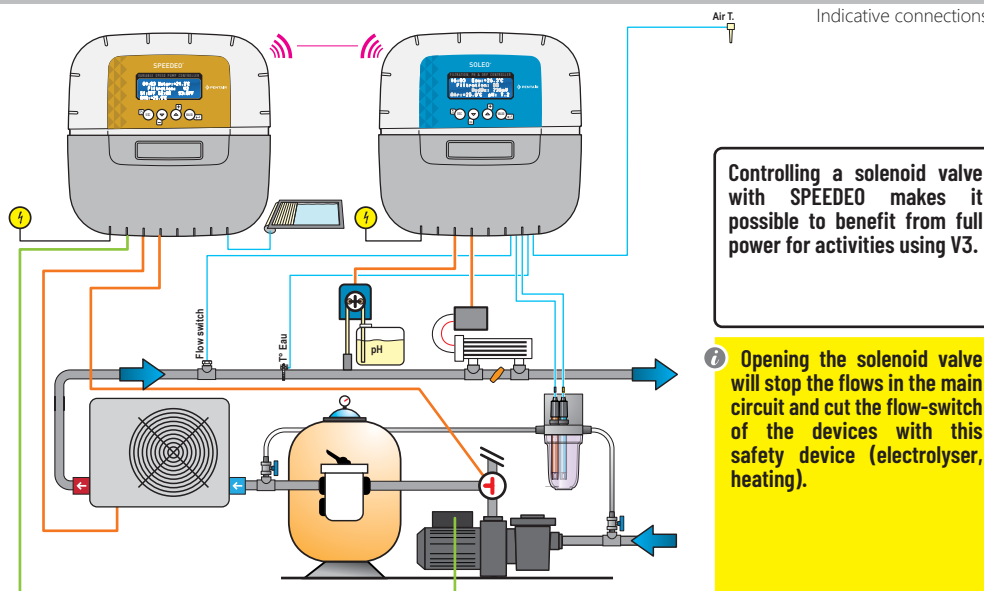 Air T.
Indicative connections
SPEEDEO
SOLEO
PENTAIR
PENTAIR
Controlling a solenoid valve
with SPEEDEO makes it
possible to benefit from full
power for activities using V3.
Flow switch
T° Eau
pH
i Opening the solenoid valve
will stop the flows in the main
circuit and cut the flow-switch
of the devices with this
safety device (electrolyser,
heating).